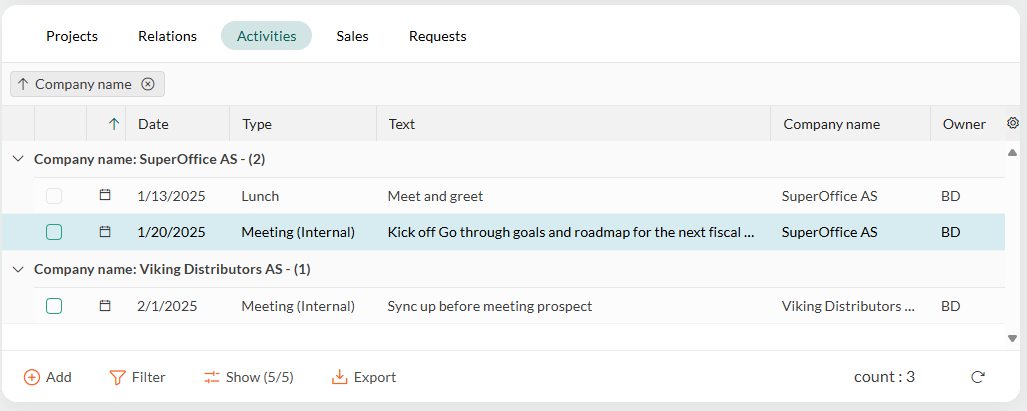 Projects Relations Activities Sales Requests
Company name
Date Type Text Company name Owner
Company name: SuperOffice AS - (2)
1/13/2025 Lunch Meet and greet SuperOffice AS BD
1/20/2025 Meeting (Internal) Kick off Go through goals and roadmap for the next fiscal ... SuperOffice AS BD
Company name: Viking Distributors AS - (1)
2/1/2025 Meeting (Internal) Sync up before meeting prospect Viking Distributors ... BD
Add Filter Show (5/5) Export count : 3